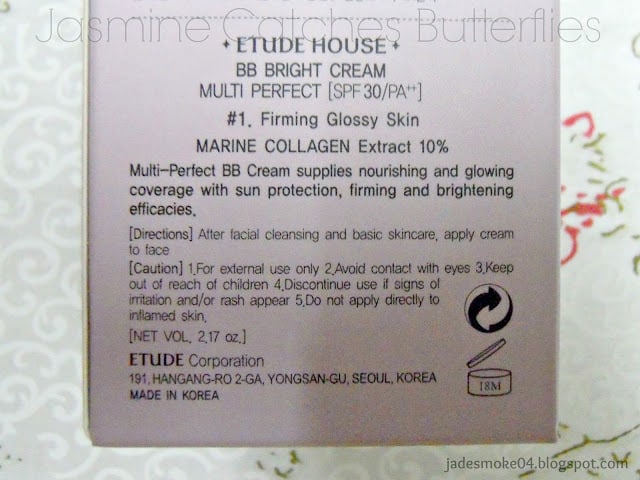 Jasmine Catches Butterflies
ETUDE HOUSE
BB BRIGHT CREAM
MULTI PERFECT [SPF 30/PA++]
#1. Firming Glossy Skin
MARINE COLLAGEN Extract 10%
Multi-Perfect BB Cream supplies nourishing and glowing
coverage with sun protection, firming and brightening
efficacies.
[Directions] After facial cleansing and basic skincare, apply cream
to face
[Caution] 1.For external use only 2.Avoid contact with eyes 3.Keep
out of reach of children 4.Discontinue use if signs of
irritation and/or rash appear 5.Do not apply directly to
inflamed skin.
[NET VOL. 2.17 oz.]
ETUDE Corporation
191, HANGANG-RO 2-GA, YONGSAN-GU, SEOUL, KOREA
MADE IN KOREA
18M
jadesmoke04.blogspot.com